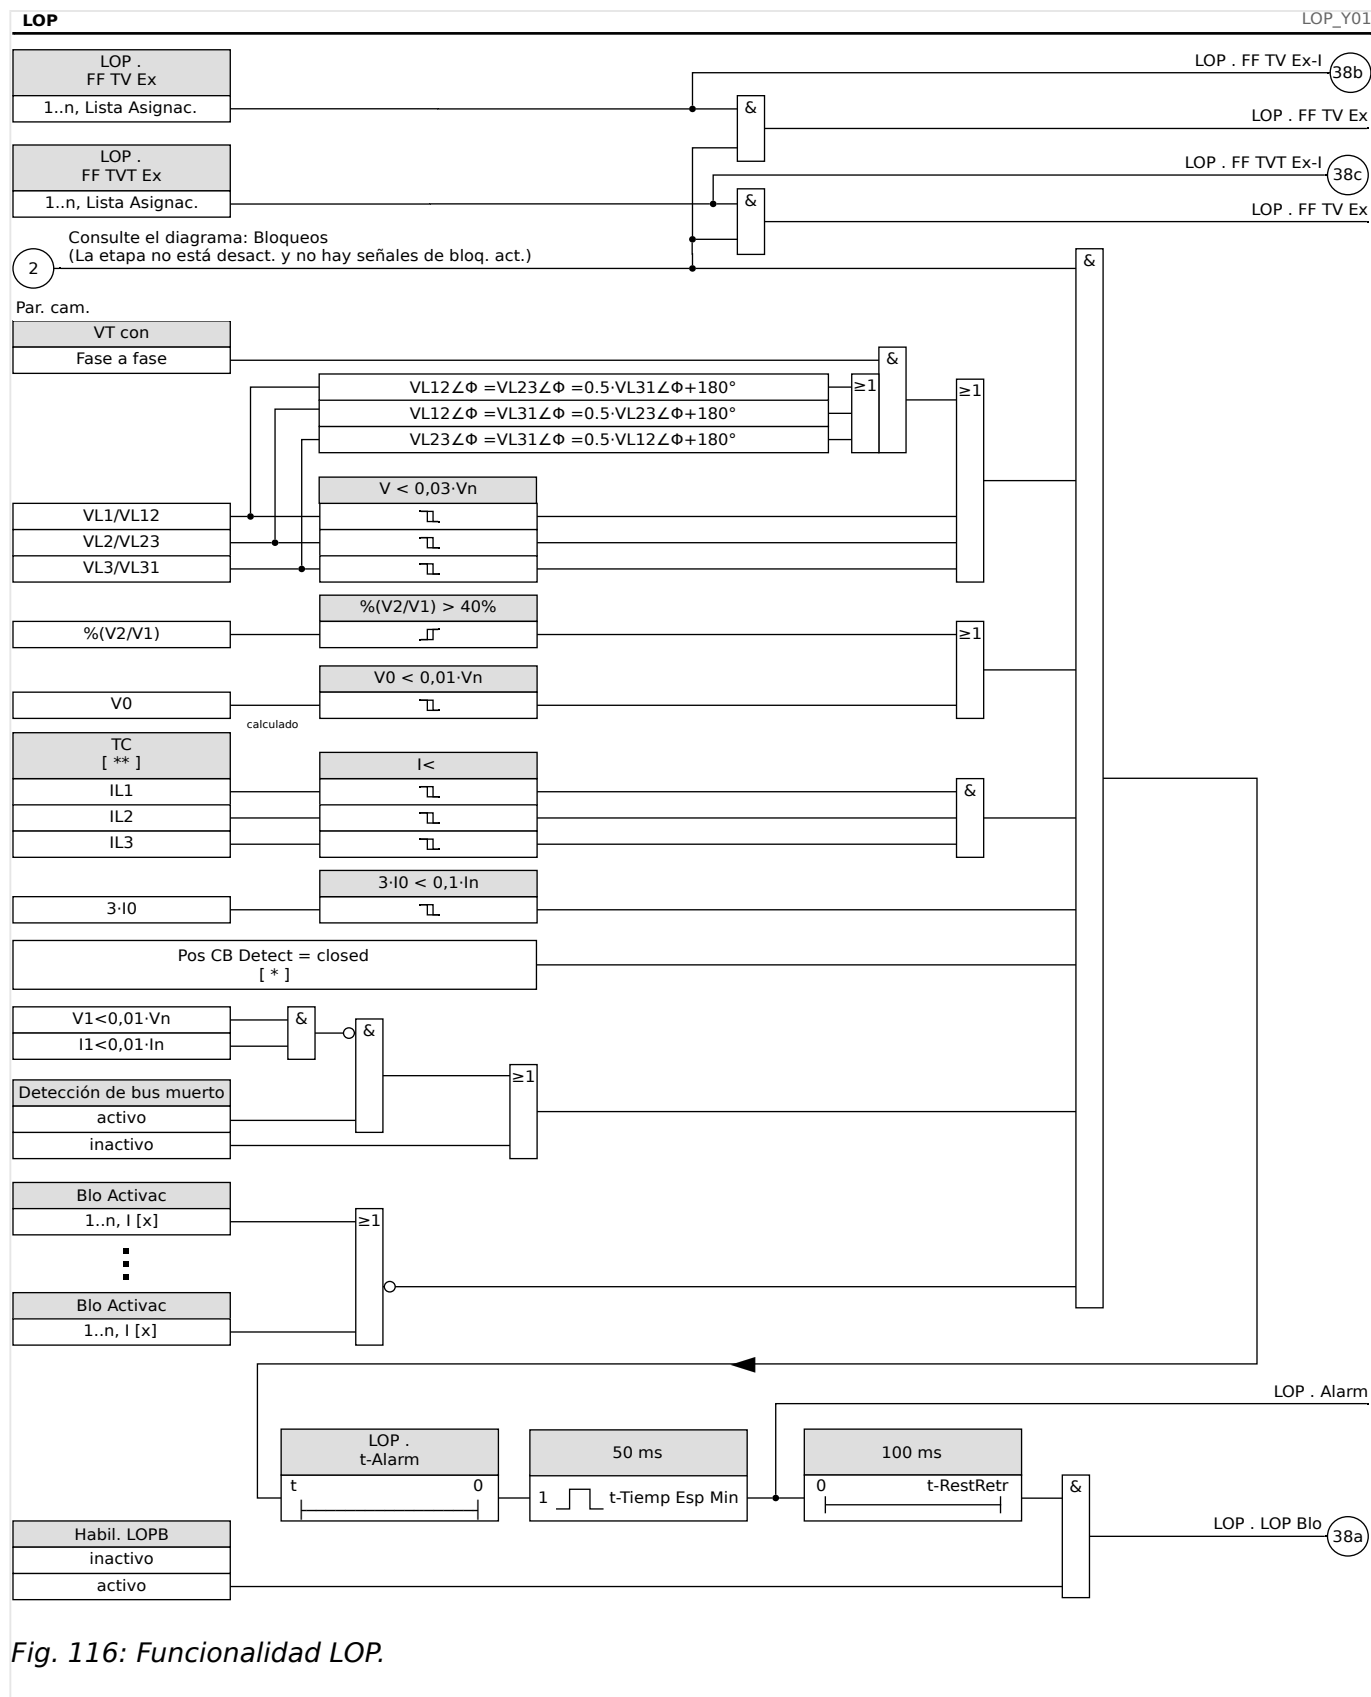 LOP
LOP_Y01
LOP .
FF TV Ex
1..n, Lista Asignac.
LOP . FF TV Ex-I
38b
&
LOP . FF TV Ex
LOP .
FF TVT Ex
1..n, Lista Asignac.
LOP . FF TVT Ex-I
38c
&
LOP . FF TV Ex
Consulte el diagrama: Bloqueos
(La etapa no está desact. y no hay señales de bloq. act.)
2
&
Par. cam.
VT con
Fase a fase
&
VL12∠Φ =VL23∠Φ =0.5·VL31∠Φ+180°
VL12∠Φ =VL31∠Φ =0.5·VL23∠Φ+180°
VL23∠Φ =VL31∠Φ =0.5·VL12∠Φ+180°
≥1
≥1
V < 0,03·Vn
VL1/VL12
VL2/VL23
VL3/VL31
%(V2/V1) > 40%
%(V2/V1)
≥1
V0 < 0,01·Vn
V0
calculado
TC
[ ** ]
I<
IL1
IL2
IL3
&
3·I0 < 0,1·In
3·I0
Pos CB Detect = closed
[ * ]
V1<0,01·Vn
I1<0,01·In
&
&
Detección de bus muerto
activo
inactivo
≥1
Blo Activac
1..n, I [x]
≥1
Blo Activac
1..n, I [x]
LOP . Alarm
LOP .
t-Alarm
t 0
50 ms
1 t-Tiemp Esp Min
100 ms
0 t-RestRetr
&
LOP . LOP Blo
38a
Habil. LOPB
inactivo
activo
Fig. 116: Funcionalidad LOP.